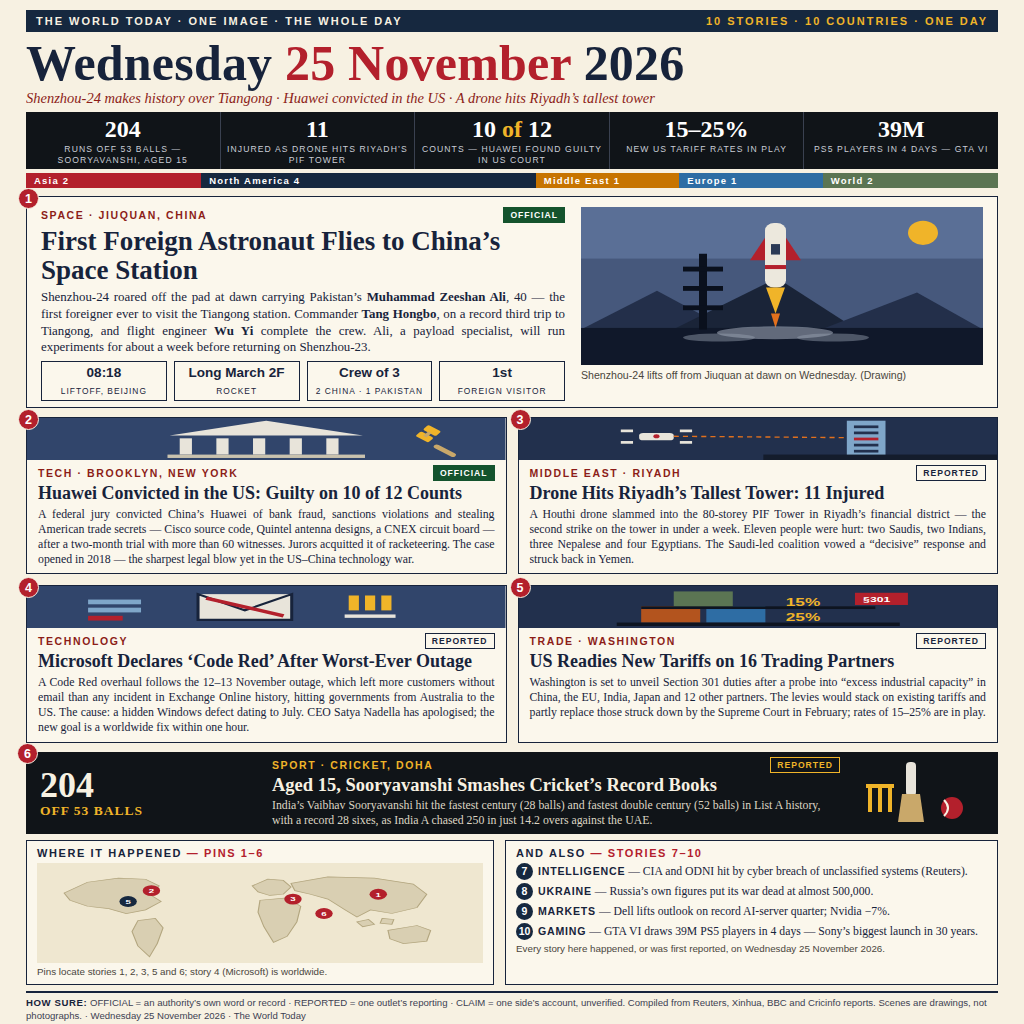 THE WORLD TODAY · ONE IMAGE · THE WHOLE DAY
10 STORIES · 10 COUNTRIES · ONE DAY
Wednesday 25 November 2026
Shenzhou-24 makes history over Tiangong · Huawei convicted in the US · A drone hits Riyadh’s tallest tower
204
RUNS OFF 53 BALLS —
SOORYAVANSHI, AGED 15
11
INJURED AS DRONE HITS RIYADH’S
PIF TOWER
10 of 12
COUNTS — HUAWEI FOUND GUILTY
IN US COURT
15–25%
NEW US TARIFF RATES IN PLAY
39M
PS5 PLAYERS IN 4 DAYS — GTA VI
Asia 2
North America 4
Middle East 1
Europe 1
World 2
1
SPACE · JIUQUAN, CHINA
OFFICIAL
First Foreign Astronaut Flies to China’s
Space Station
Shenzhou-24 roared off the pad at dawn carrying Pakistan’s Muhammad Zeeshan Ali, 40 — the
first foreigner ever to visit the Tiangong station. Commander Tang Hongbo, on a record third trip to
Tiangong, and flight engineer Wu Yi complete the crew. Ali, a payload specialist, will run
experiments for about a week before returning on Shenzhou-23.
08:18
LIFTOFF, BEIJING
Long March 2F
ROCKET
Crew of 3
2 CHINA · 1 PAKISTAN
1st
FOREIGN VISITOR
Shenzhou-24 lifts off from Jiuquan at dawn on Wednesday. (Drawing)
2
TECH · BROOKLYN, NEW YORK
OFFICIAL
Huawei Convicted in the US: Guilty on 10 of 12 Counts
A federal jury convicted China’s Huawei of bank fraud, sanctions violations and stealing
American trade secrets — Cisco source code, Quintel antenna designs, a CNEX circuit board —
after a two-month trial with more than 60 witnesses. Jurors acquitted it of racketeering. The case
opened in 2018 — the sharpest legal blow yet in the US–China technology war.
3
MIDDLE EAST · RIYADH
REPORTED
Drone Hits Riyadh’s Tallest Tower: 11 Injured
A Houthi drone slammed into the 80-storey PIF Tower in Riyadh’s financial district — the
second strike on the tower in under a week. Eleven people were hurt: two Saudis, two Indians,
three Nepalese and four Egyptians. The Saudi-led coalition vowed a “decisive” response and
struck back in Yemen.
4
TECHNOLOGY
REPORTED
Microsoft Declares ‘Code Red’ After Worst-Ever Outage
A Code Red overhaul follows the 12–13 November outage, which left more customers without
email than any incident in Exchange Online history, hitting governments from Australia to the
US. The cause: a hidden Windows defect dating to July. CEO Satya Nadella has apologised; the
new goal is a worldwide fix within one hour.
5
15%
25%
§301
TRADE · WASHINGTON
REPORTED
US Readies New Tariffs on 16 Trading Partners
Washington is set to unveil Section 301 duties after a probe into “excess industrial capacity” in
China, the EU, India, Japan and 12 other partners. The levies would stack on existing tariffs and
partly replace those struck down by the Supreme Court in February; rates of 15–25% are in play.
6
204
OFF 53 BALLS
SPORT · CRICKET, DOHA
REPORTED
Aged 15, Sooryavanshi Smashes Cricket’s Record Books
India’s Vaibhav Sooryavanshi hit the fastest century (28 balls) and fastest double century (52 balls) in List A history,
with a record 28 sixes, as India A chased 250 in just 14.2 overs against the UAE.
WHERE IT HAPPENED — PINS 1–6
2
5
3
6
1
Pins locate stories 1, 2, 3, 5 and 6; story 4 (Microsoft) is worldwide.
AND ALSO — STORIES 7–10
7 INTELLIGENCE — CIA and ODNI hit by cyber breach of unclassified systems (Reuters).
8 UKRAINE — Russia’s own figures put its war dead at almost 500,000.
9 MARKETS — Dell lifts outlook on record AI-server quarter; Nvidia −7%.
10 GAMING — GTA VI draws 39M PS5 players in 4 days — Sony’s biggest launch in 30 years.
Every story here happened, or was first reported, on Wednesday 25 November 2026.
HOW SURE: OFFICIAL = an authority’s own word or record · REPORTED = one outlet’s reporting · CLAIM = one side’s account, unverified. Compiled from Reuters, Xinhua, BBC and Cricinfo reports. Scenes are drawings, not
photographs. · Wednesday 25 November 2026 · The World Today